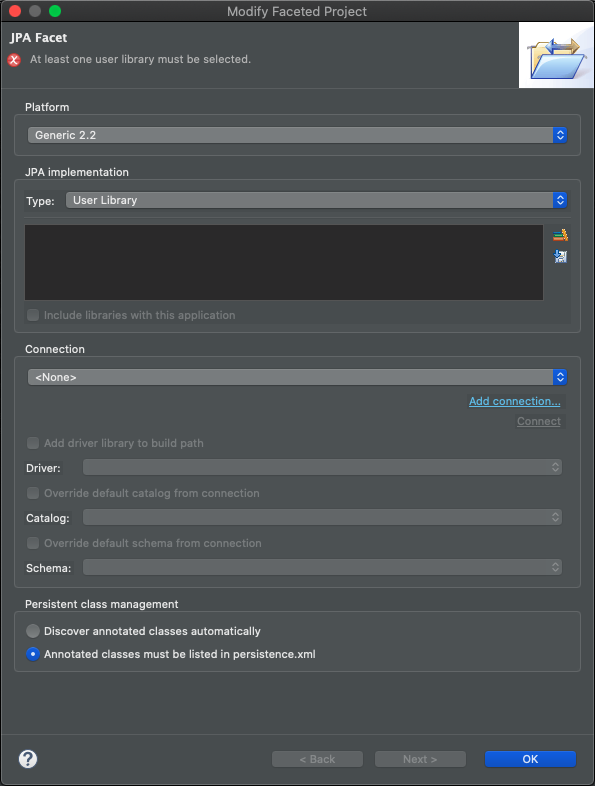 Modify Faceted Project
JPA Facet
At least one user library must be selected.
Platform
Generic 2.2
JPA implementation
Type: User Library
Include libraries with this application
Connection
<None>
Add connection...
Connect
Add driver library to build path
Driver:
Override default catalog from connection
Catalog:
Override default schema from connection
Schema:
Persistent class management
Discover annotated classes automatically
Annotated classes must be listed in persistence.xml
? < Back Next > OK